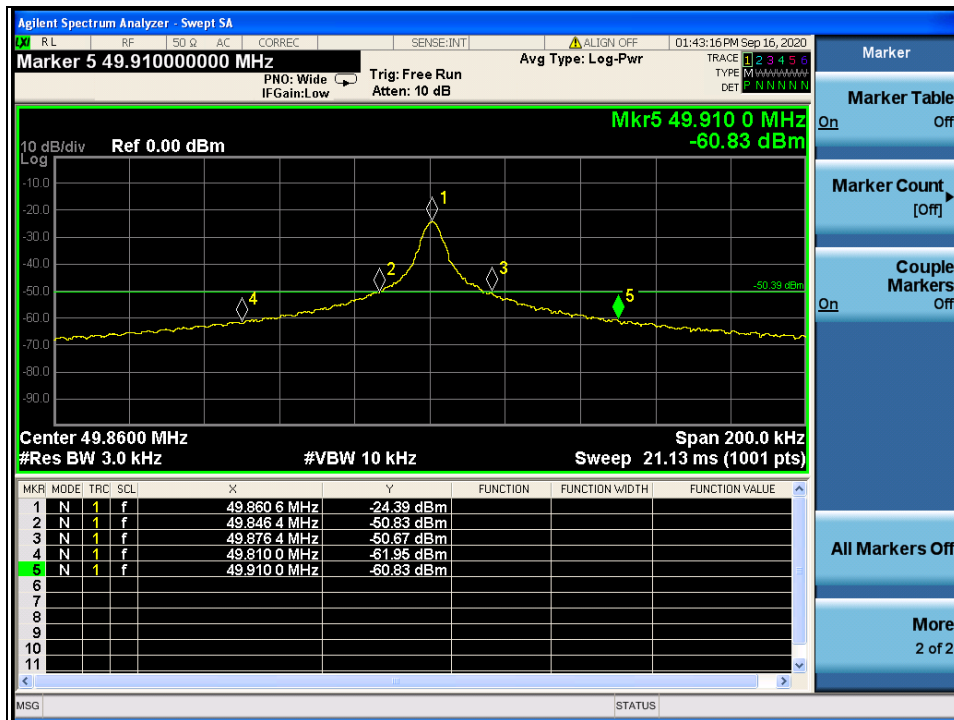 Agilent Spectrum Analyzer - Swept SA
LXI RL RF 50 Ω AC CORREC SENSE:INT ALIGN OFF 01:43:16 PM Sep 16, 2020
Marker 5 49.910000000 MHz
PNO: Wide
IFGain:Low
Trig: Free Run
Atten: 10 dB
Avg Type: Log-Pwr
TRACE 1 2 3 4 5 6
TYPE M
DET P N N N N N
Mkr5 49.910 0 MHz
-60.83 dBm
10 dB/div Ref 0.00 dBm
Log
-10.0
-20.0
-30.0
-40.0
-50.0
-60.0
-70.0
-80.0
-90.0
1
2
3
4
5
-50.39 dBm
Center 49.8600 MHz Span 200.0 kHz
#Res BW 3.0 kHz #VBW 10 kHz Sweep 21.13 ms (1001 pts)
MKR MODE TRC SCL X Y FUNCTION FUNCTION WIDTH FUNCTION VALUE
1 N 1 f 49.860 6 MHz -24.39 dBm
2 N 1 f 49.846 4 MHz -50.83 dBm
3 N 1 f 49.876 4 MHz -50.67 dBm
4 N 1 f 49.810 0 MHz -61.95 dBm
5 N 1 f 49.910 0 MHz -60.83 dBm
6
7
8
9
10
11
MSG STATUS
Marker
Marker Table
On Off
Marker Count
[Off]
Couple
Markers
On Off
All Markers Off
More
2 of 2